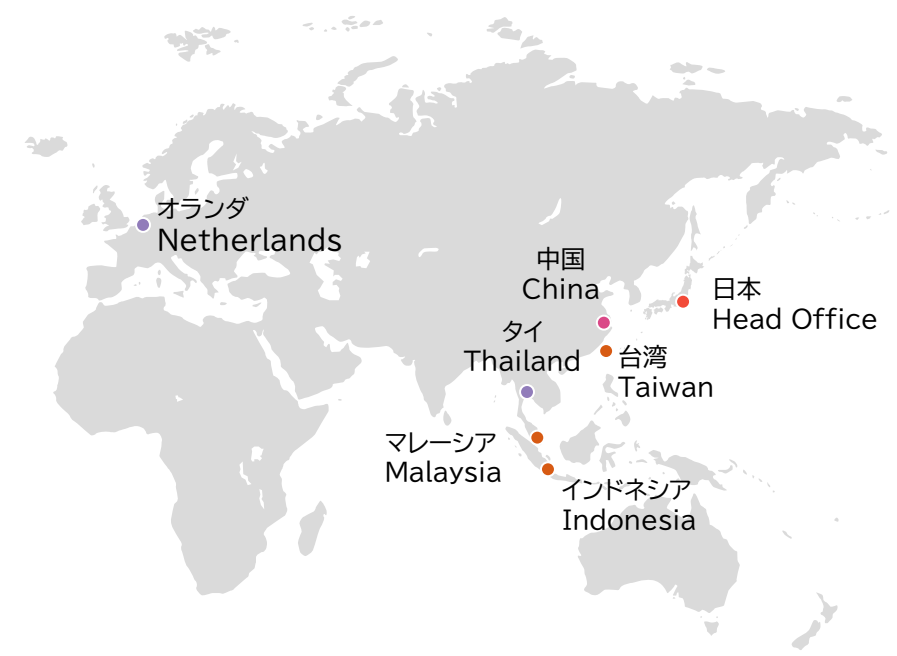 オランダ
Netherlands
中国
China
日本
Head Office
タイ
Thailand
台湾
Taiwan
マレーシア
Malaysia
インドネシア
Indonesia